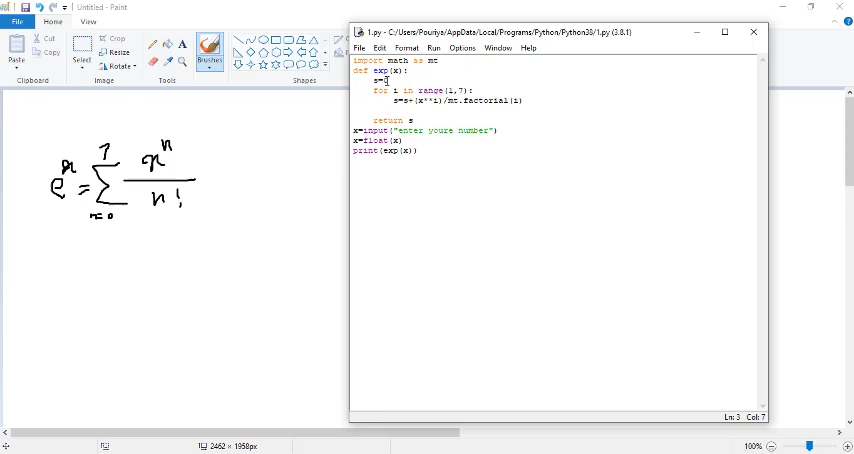 Untitled - Paint
File Home View
Paste Cut Copy
Clipboard
Select Crop Resize Rotate
Image
A
Tools
Brushes
Shapes
1.py - C:/Users/Pouriya/AppData/Local/Programs/Python/Python38/1.py (3.8.1)
File Edit Format Run Options Window Help
import math as mt
def exp(x):
s=
for i in range(1,7):
s=s+(x**i)/mt.factorial(i)
return s
x=input("enter youre number")
x=float(x)
print(exp(x))
Ln: 3 Col: 7
7
e^x = ∑ x^n
n!
n=0
2462 × 1958px
100%